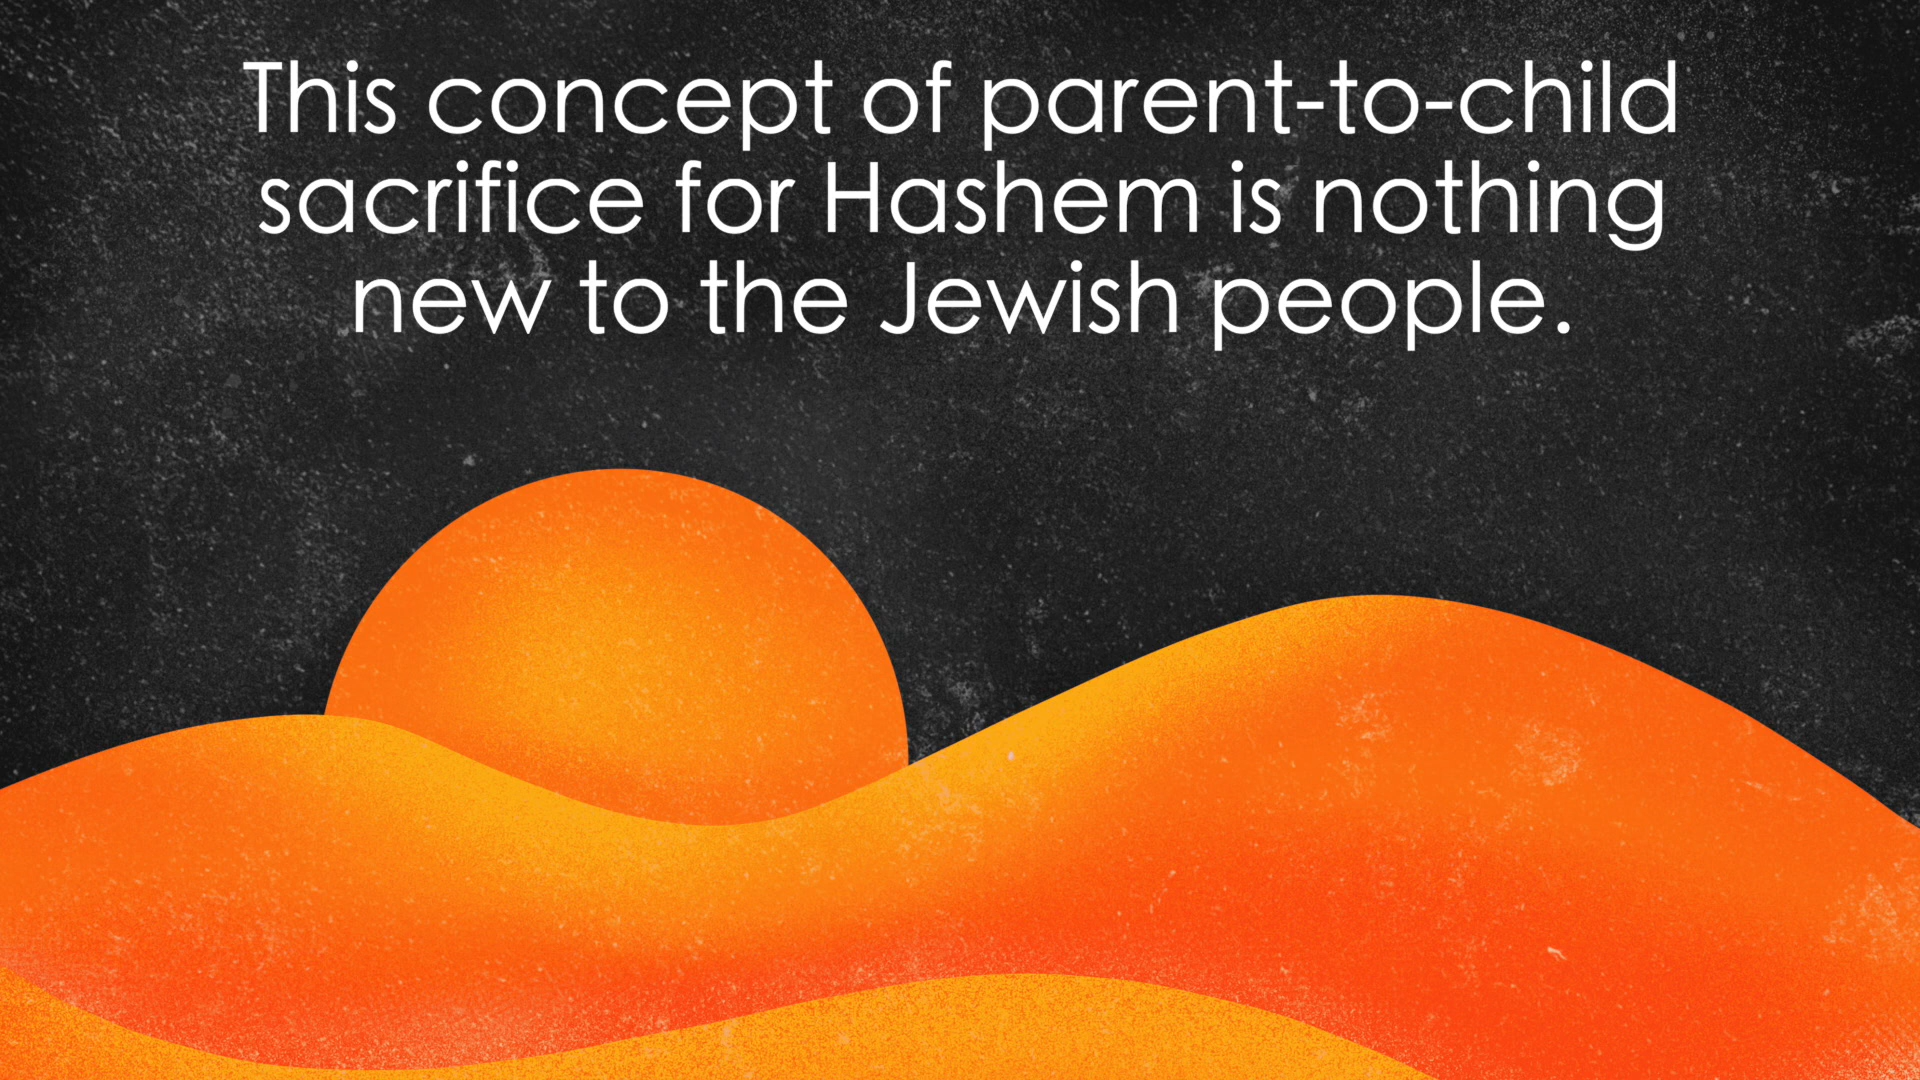 This concept of parent-to-child
sacrifice for Hashem is nothing
new to the Jewish people.